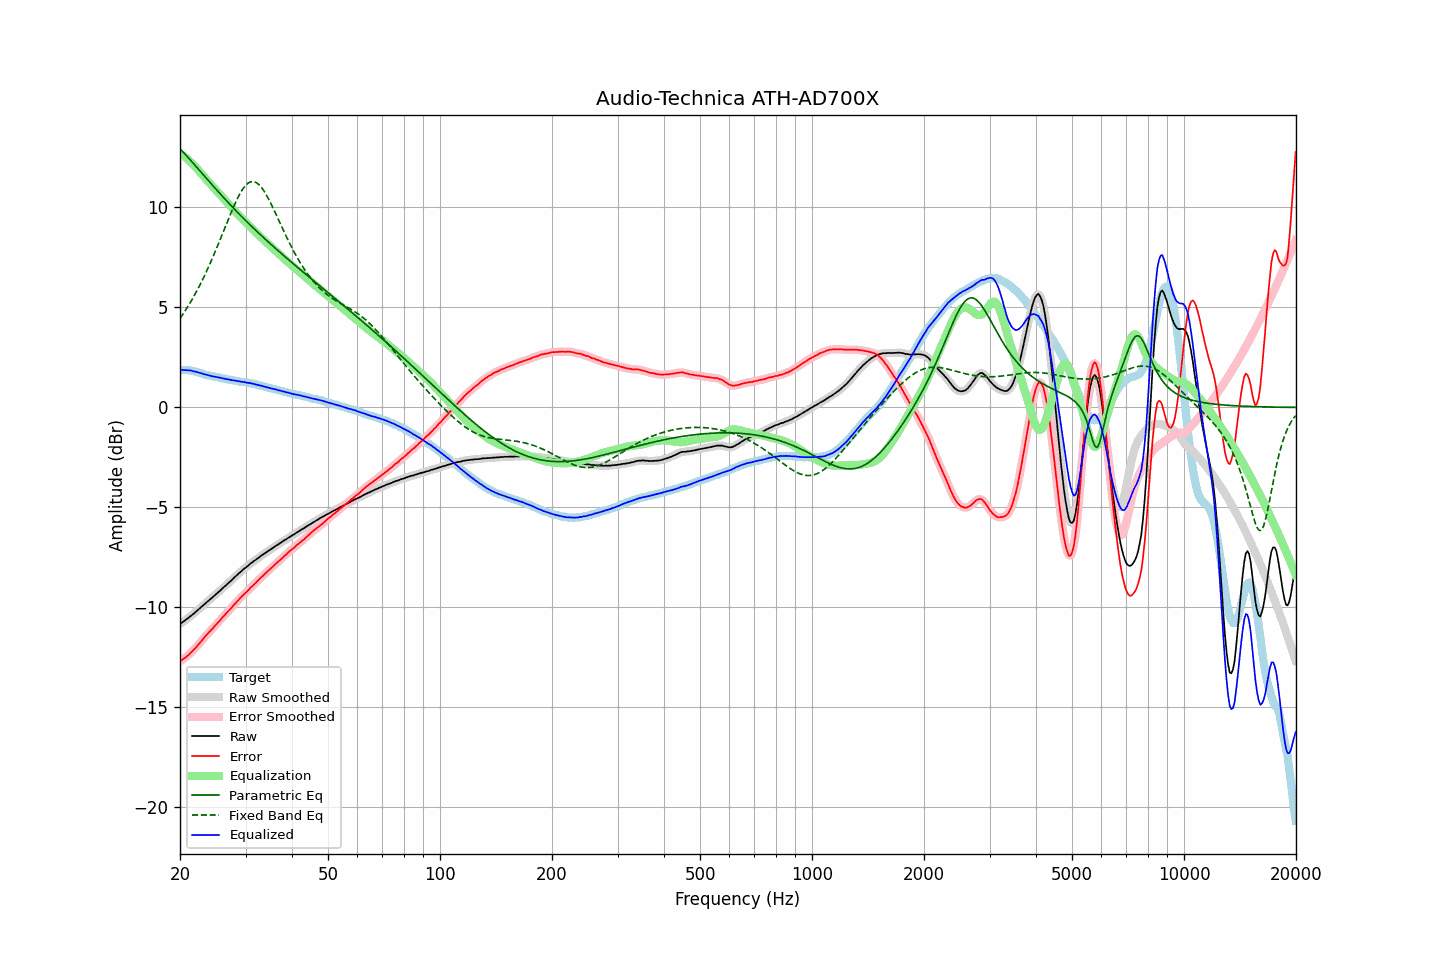 Audio-Technica ATH-AD700X
Amplitude (dBr)
10
5
0
−5
−10
−15
−20
Target
Raw Smoothed
Error Smoothed
Raw
Error
Equalization
Parametric Eq
Fixed Band Eq
Equalized
20 50 100 200 500 1000 2000 5000 10000 20000
Frequency (Hz)